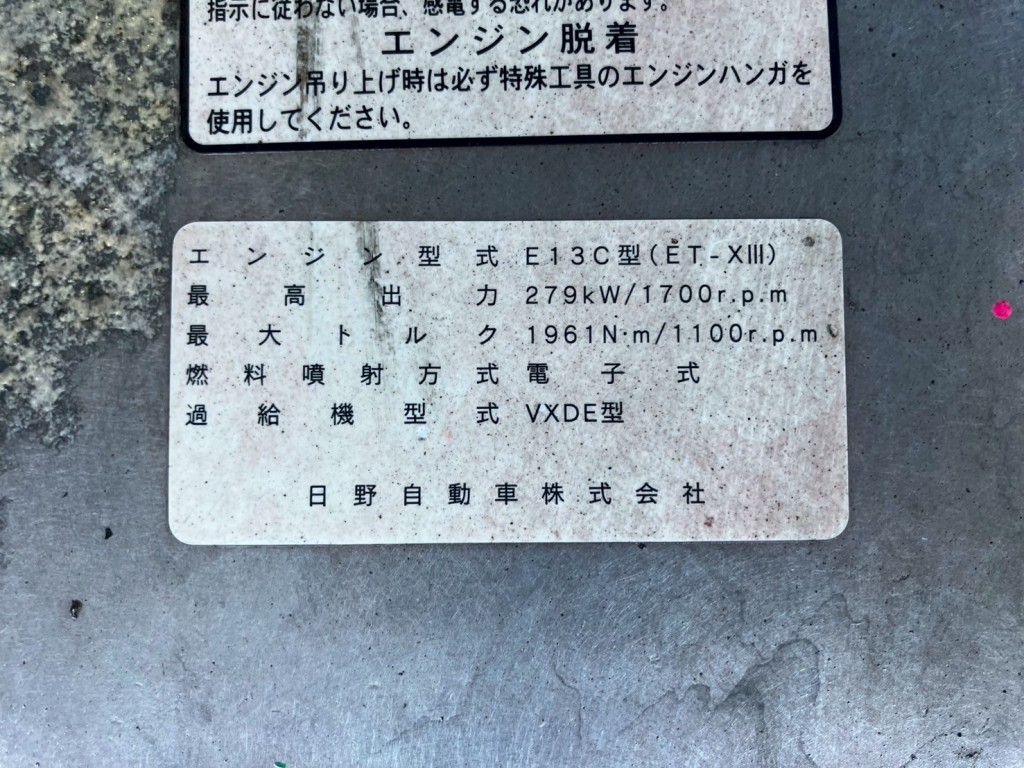 指示に従わない場合、感電する恐れがあります。
エンジン脱着
エンジン吊り上げ時は必ず特殊工具のエンジンハンガを
使用してください。
エンジン型式 E13C型(ET-XIII)
最高出力 279kW/1700r.p.m
最大トルク 1961N·m/1100r.p.m
燃料噴射方式 電子式
過給機型式 VXDE型
日野自動車株式会社